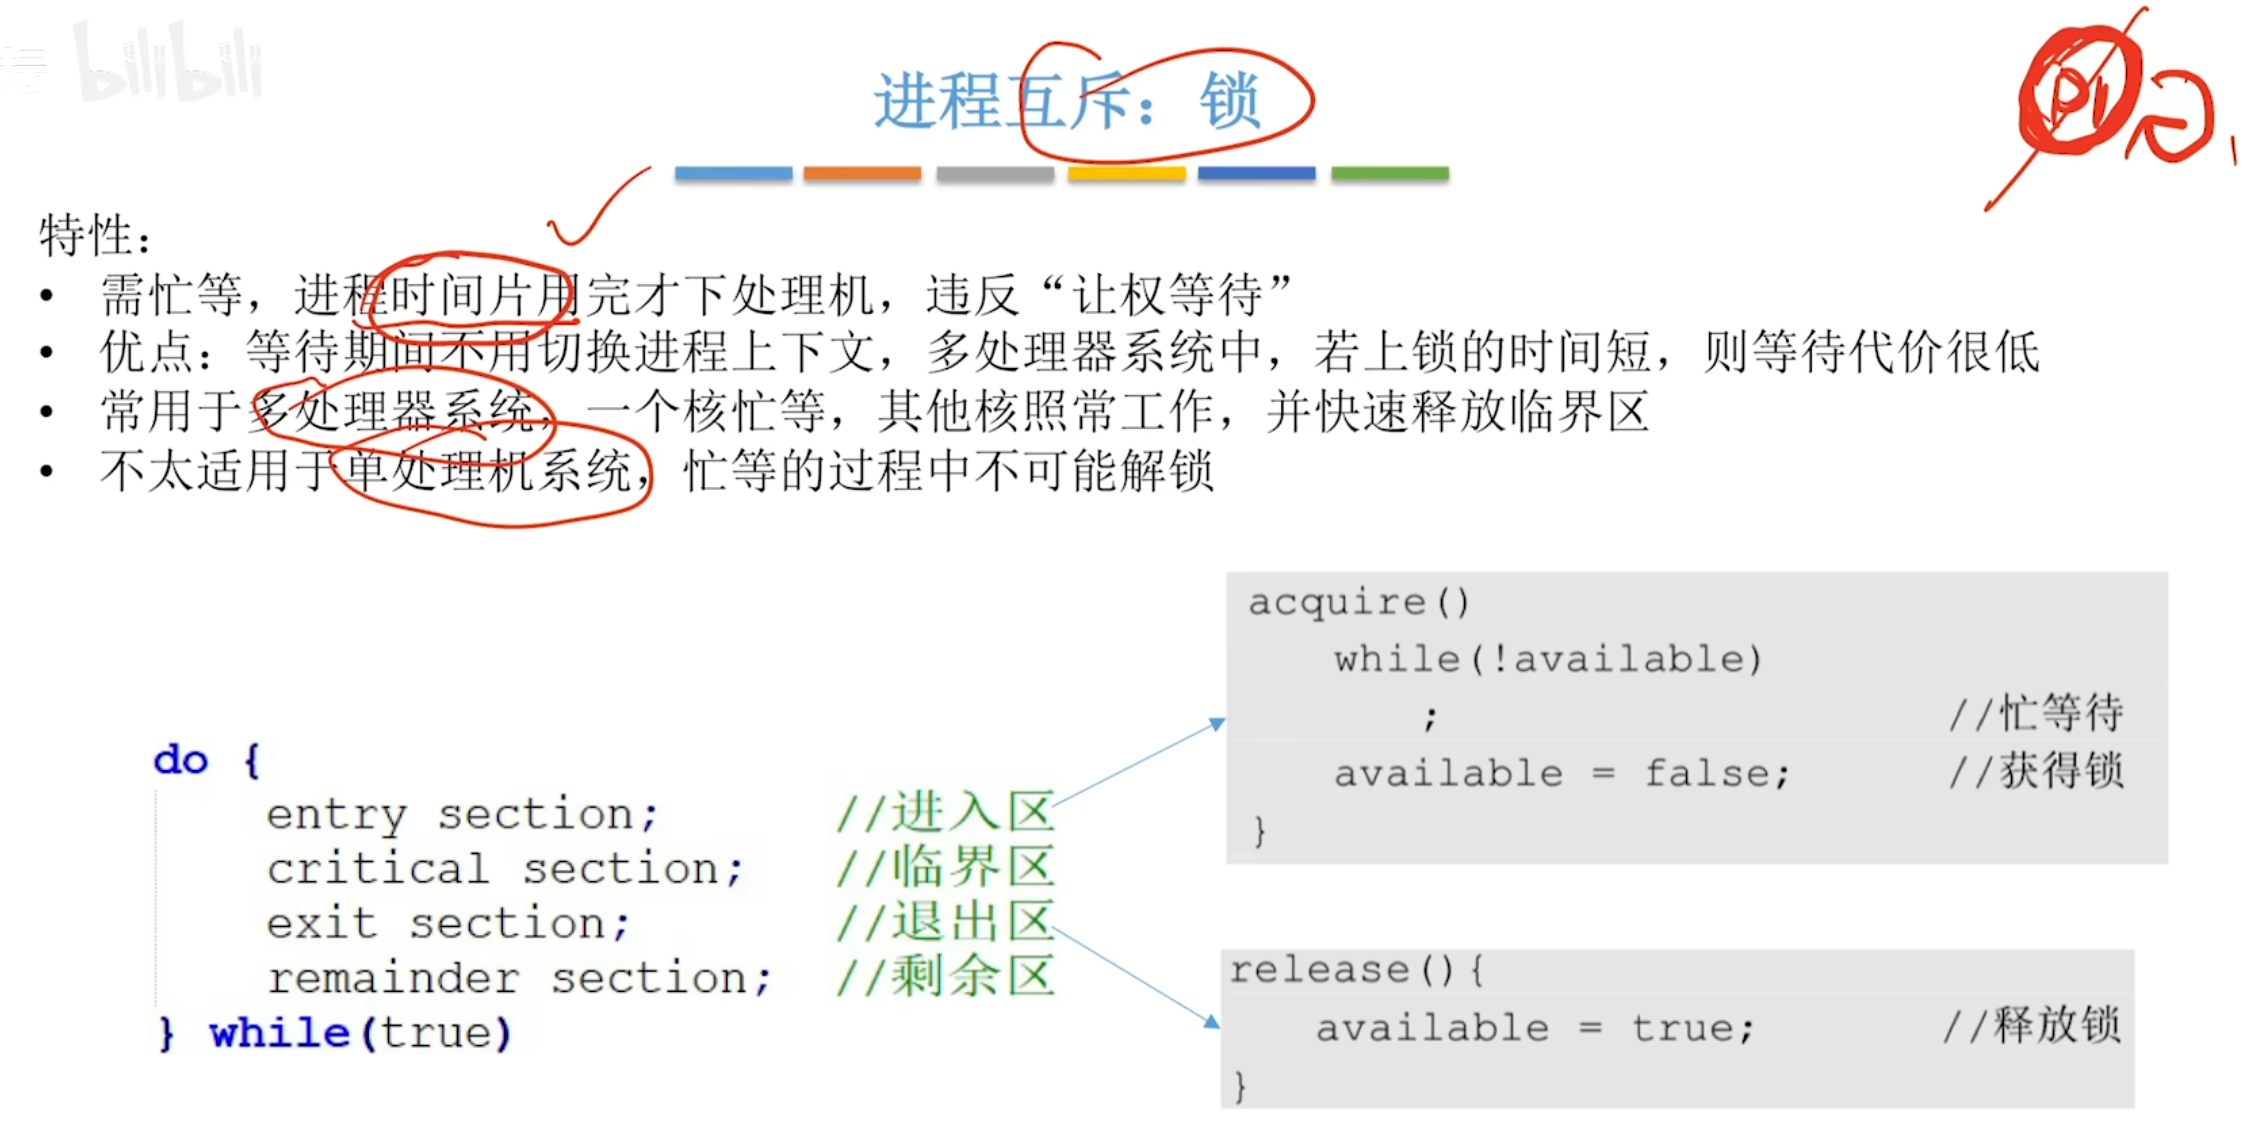 bilibili
进程互斥：锁
P1
特性：
• 需忙等，进程时间片用完才下处理机，违反“让权等待”
• 优点：等待期间不用切换进程上下文，多处理器系统中，若上锁的时间短，则等待代价很低
• 常用于多处理器系统，一个核忙等，其他核照常工作，并快速释放临界区
• 不太适用于单处理机系统，忙等的过程中不可能解锁
acquire()
while(!available)
; //忙等待
available = false; //获得锁
}
do {
entry section; //进入区
critical section; //临界区
exit section; //退出区
remainder section; //剩余区
} while(true)
release(){
available = true; //释放锁
}